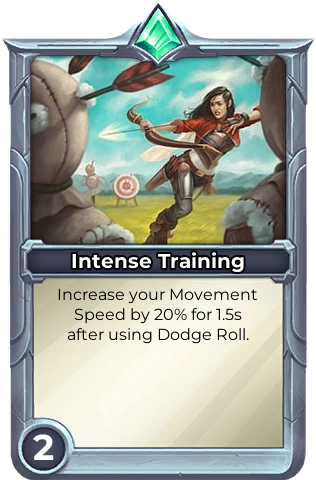 Intense Training
Increase your Movement
Speed by 20% for 1.5s
after using Dodge Roll.
2